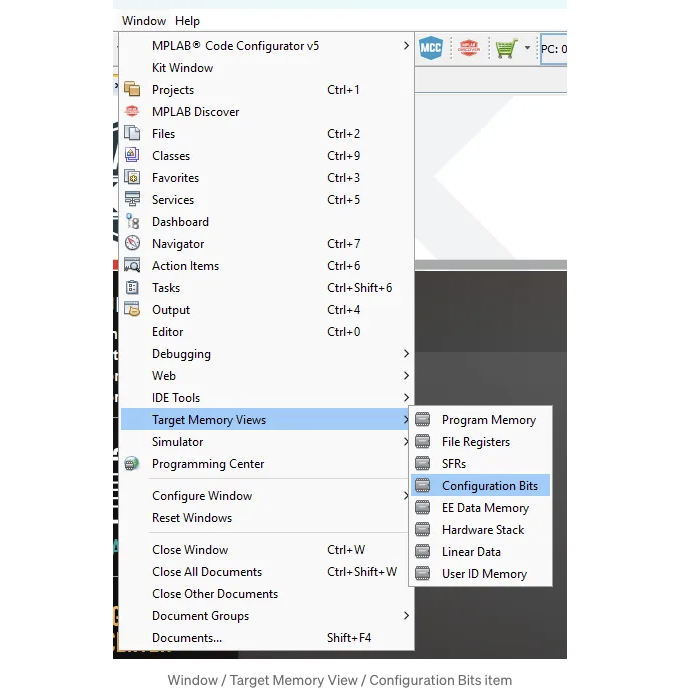 Window Help
MPLAB® Code Configurator v5
Kit Window
Projects Ctrl+1
MPLAB Discover
Files Ctrl+2
Classes Ctrl+9
Favorites Ctrl+3
Services Ctrl+5
Dashboard
Navigator Ctrl+7
Action Items Ctrl+6
Tasks Ctrl+Shift+6
Output Ctrl+4
Editor Ctrl+0
Debugging
Web
IDE Tools
Target Memory Views
Simulator
Programming Center
Configure Window
Reset Windows
Close Window Ctrl+W
Close All Documents Ctrl+Shift+W
Close Other Documents
Document Groups
Documents... Shift+F4
MCC
PC: 0
Program Memory
File Registers
SFRs
Configuration Bits
EE Data Memory
Hardware Stack
Linear Data
User ID Memory
Window / Target Memory View / Configuration Bits item